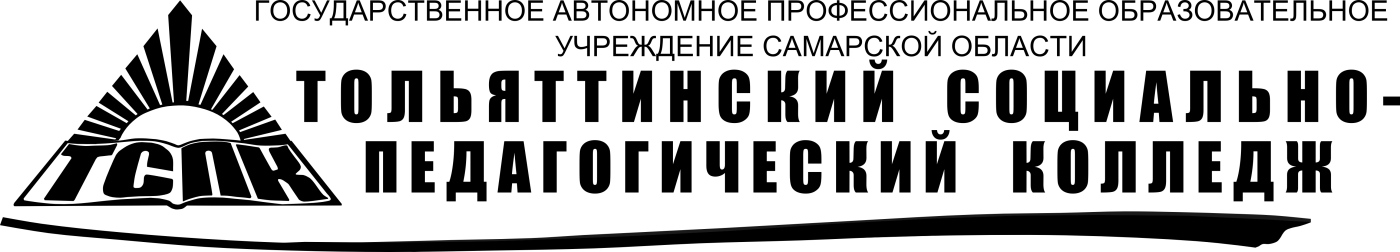 ГОСУДАРСТВЕННОЕ АВТОНОМНОЕ ПРОФЕССИОНАЛЬНОЕ ОБРАЗОВАТЕЛЬНОЕ
УЧРЕЖДЕНИЕ САМАРСКОЙ ОБЛАСТИ
ТОЛЬЯТТИНСКИЙ СОЦИАЛЬНО-
ПЕДАГОГИЧЕСКИЙ КОЛЛЕДЖ
ТСПК